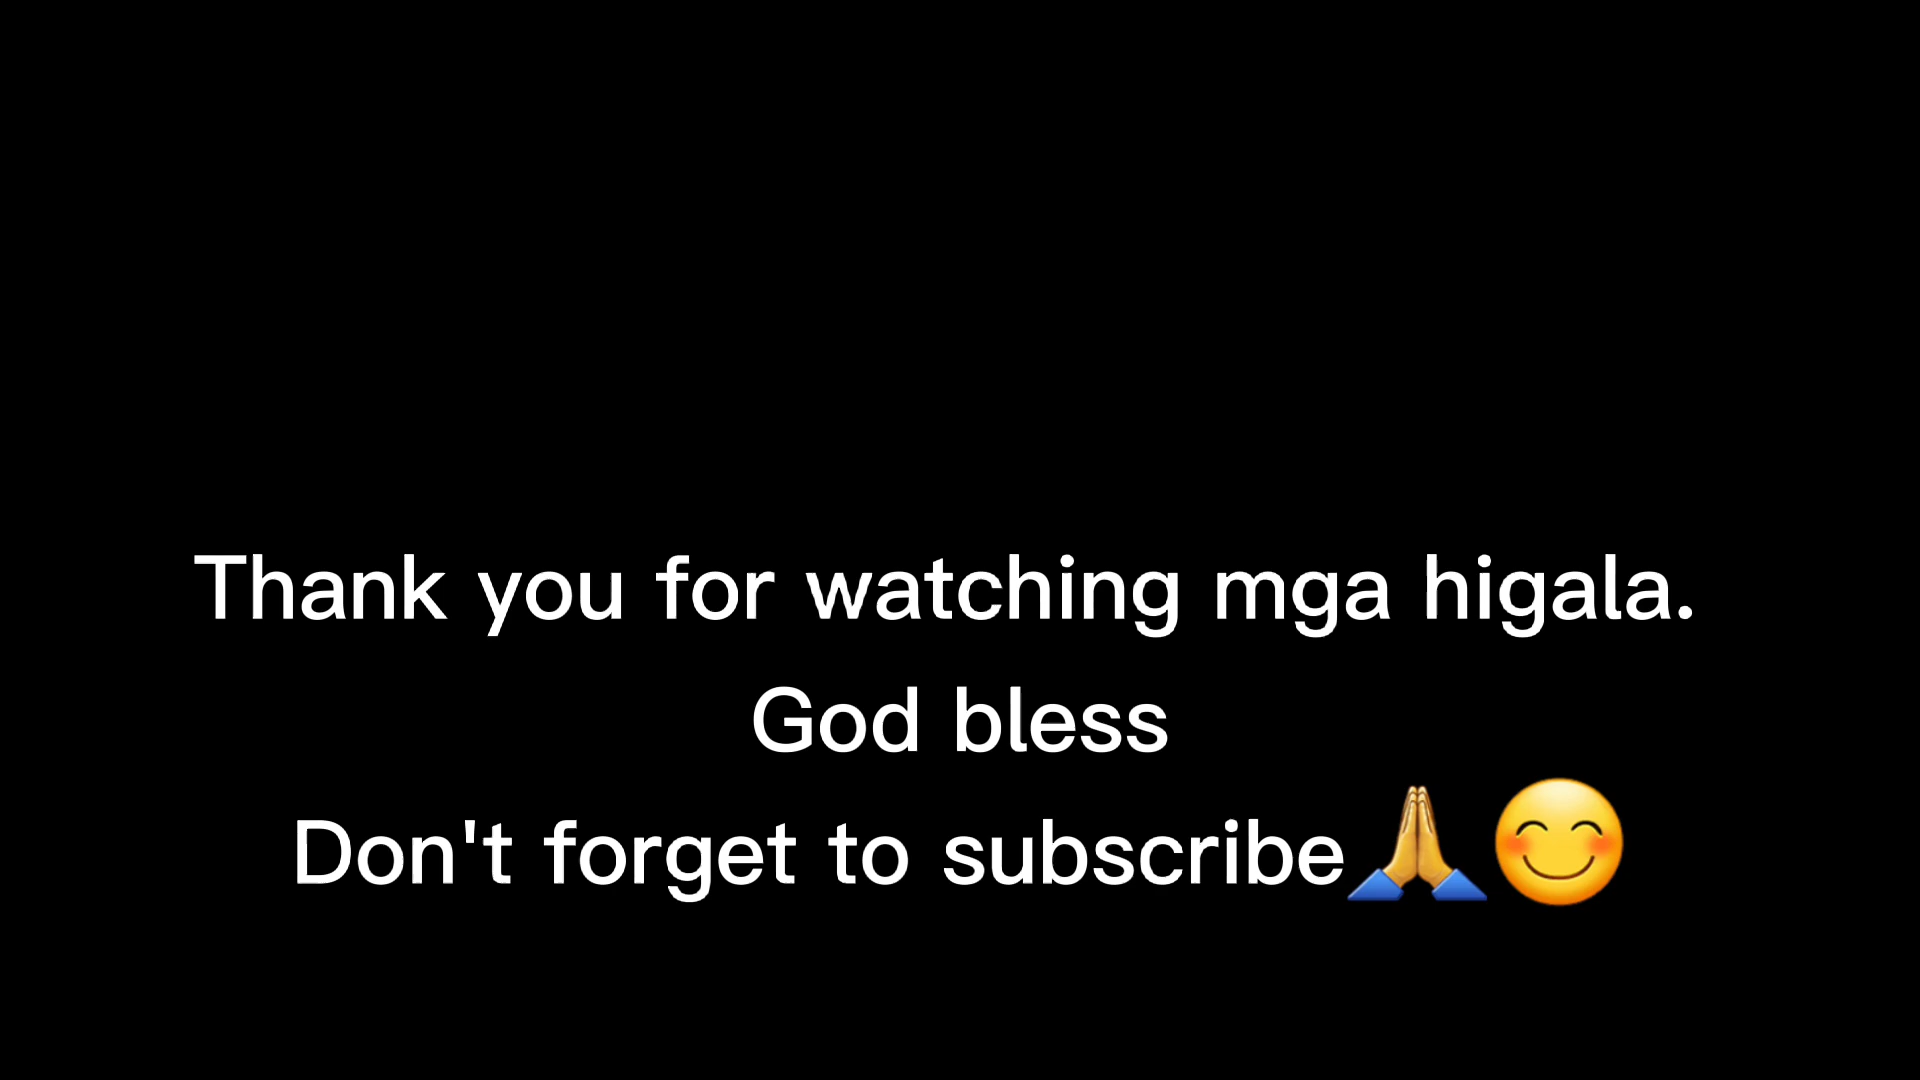 Thank you for watching mga higala.
God bless
Don't forget to subscribe🙏😊